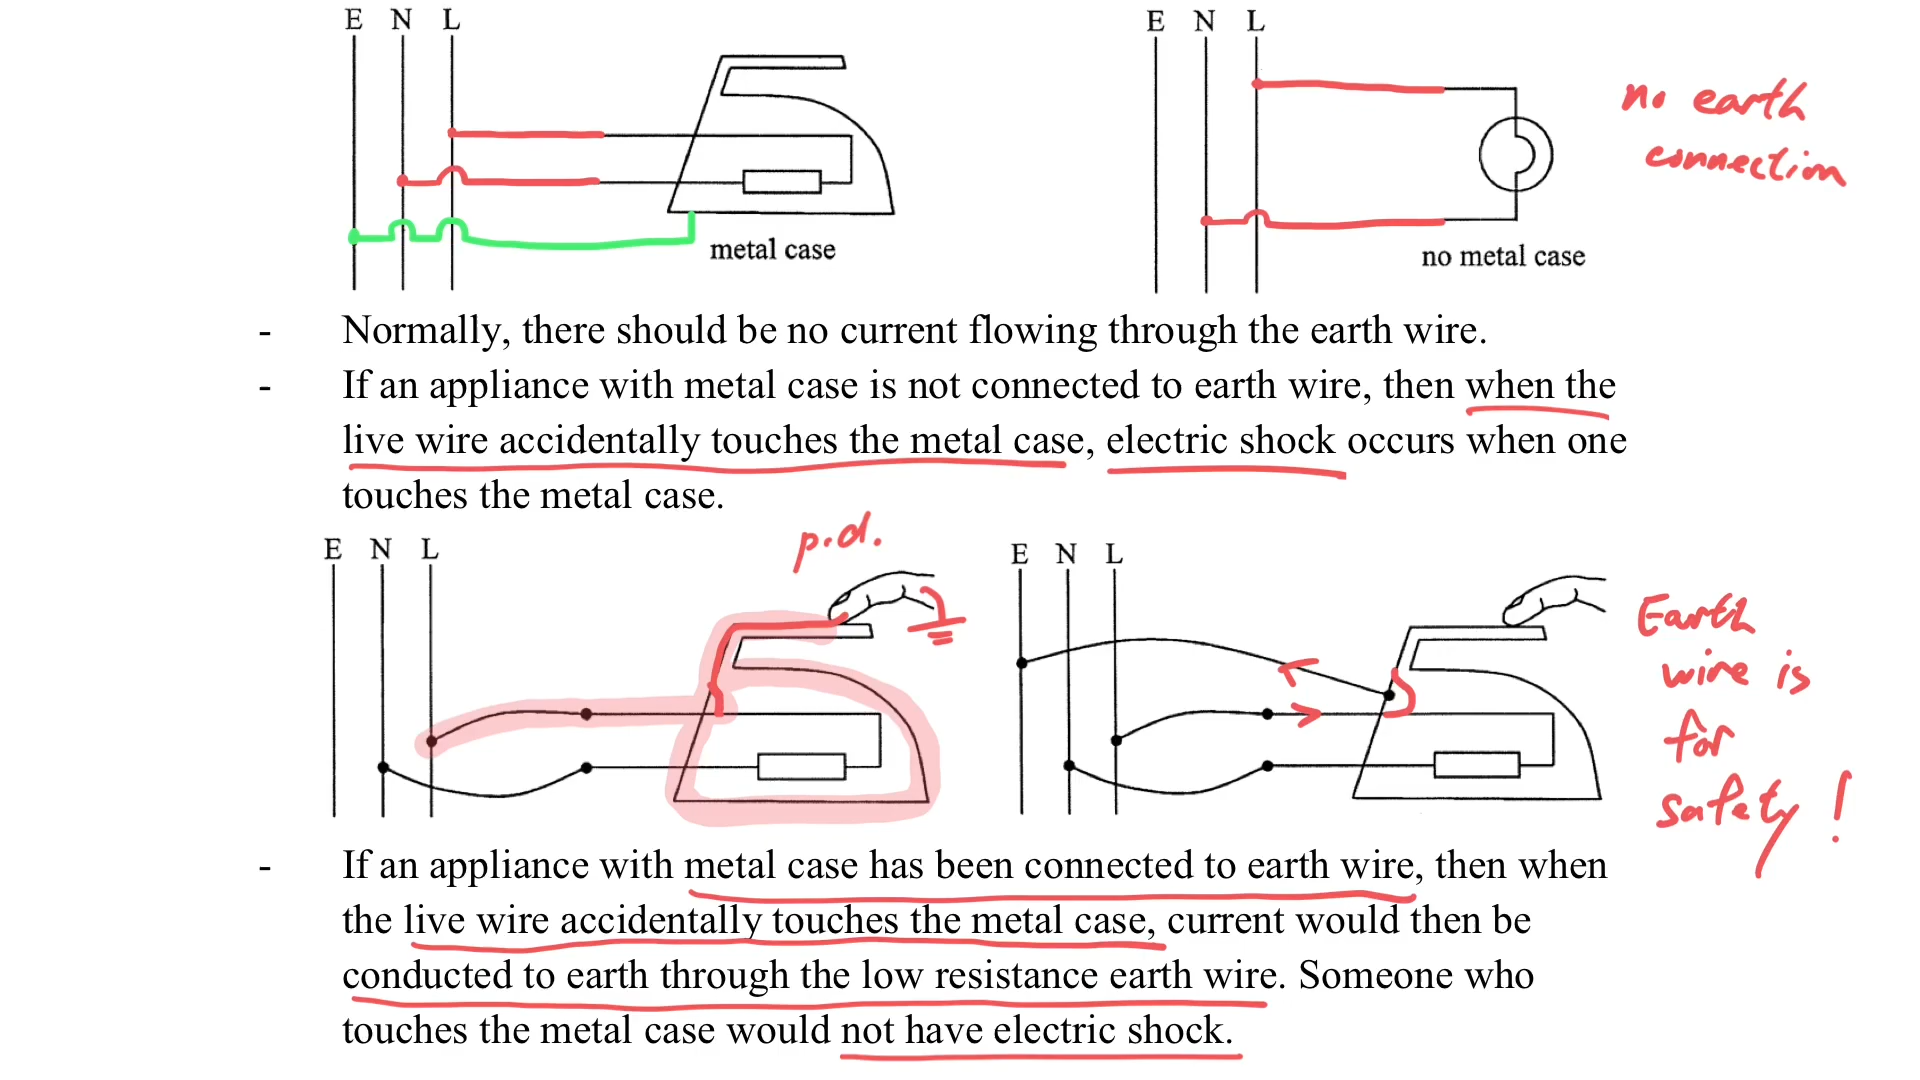 E N L
E N L
no earth
connection
metal case
no metal case
- Normally, there should be no current flowing through the earth wire.
- If an appliance with metal case is not connected to earth wire, then when the
live wire accidentally touches the metal case, electric shock occurs when one
touches the metal case.
p.d.
E N L
E N L
Earth
wire is
for
safety!
- If an appliance with metal case has been connected to earth wire, then when
the live wire accidentally touches the metal case, current would then be
conducted to earth through the low resistance earth wire. Someone who
touches the metal case would not have electric shock.